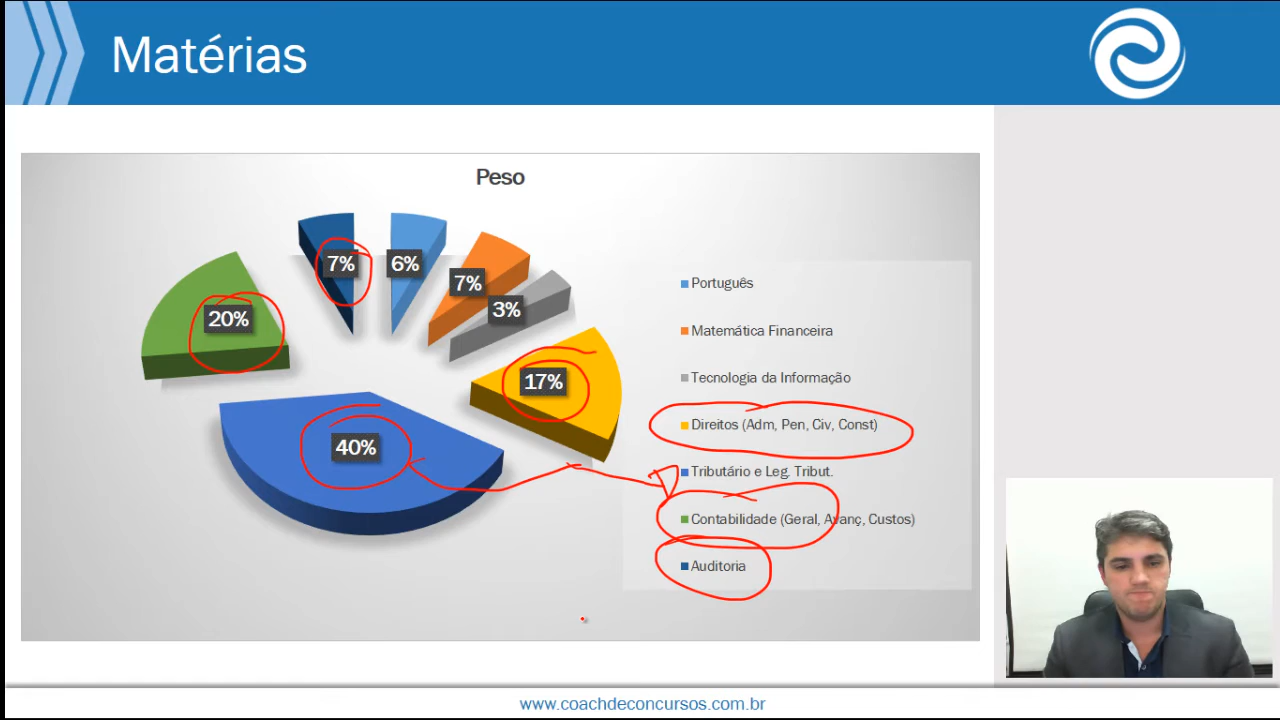 Matérias
Peso
7%
6%
7%
3%
20%
17%
40%
Português
Matemática Financeira
Tecnologia da Informação
Direitos (Adm, Pen, Civ, Const)
Tributário e Leg. Tribut.
Contabilidade (Geral, Avanç, Custos)
Auditoria
www.coachdeconcursos.com.br